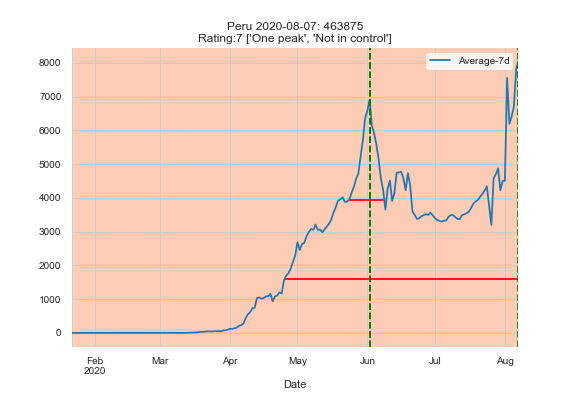 Peru 2020-08-07: 463875
Rating:7 ['One peak', 'Not in control']
Average-7d
8000
7000
6000
5000
4000
3000
2000
1000
0
Feb Mar Apr May Jun Jul Aug
2020
Date